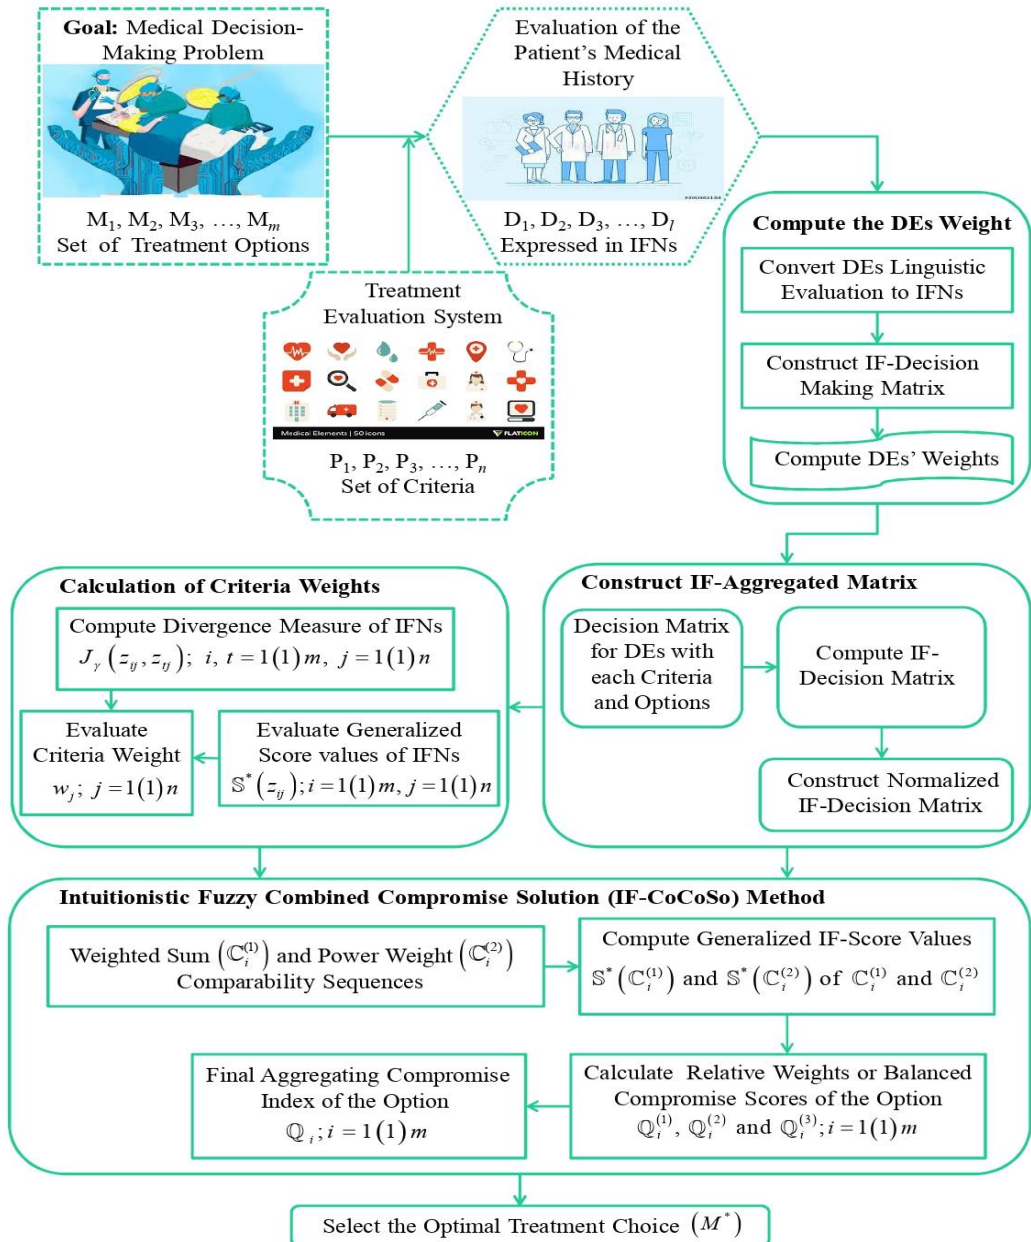 Goal: Medical Decision-
Making Problem
M₁, M₂, M₃, …, Mₘ
Set of Treatment Options
Evaluation of the
Patient's Medical
History
D₁, D₂, D₃, …, Dₗ
Expressed in IFNs
Treatment
Evaluation System
Medical Elements | 50 icons
FLATICON
P₁, P₂, P₃, …, Pₙ
Set of Criteria
Compute the DEs Weight
Convert DEs Linguistic
Evaluation to IFNs
Construct IF-Decision
Making Matrix
Compute DEs' Weights
Construct IF-Aggregated Matrix
Decision Matrix
for DEs with
each Criteria
and Options
Compute IF-
Decision Matrix
Construct Normalized
IF-Decision Matrix
Calculation of Criteria Weights
Compute Divergence Measure of IFNs
J_γ (z_ij, z_tj); i, t = 1(1) m, j = 1(1) n
Evaluate Generalized
Score values of IFNs
𝕊*(z_ij); i = 1(1) m, j = 1(1) n
Evaluate
Criteria Weight
w_j; j = 1(1) n
Intuitionistic Fuzzy Combined Compromise Solution (IF-CoCoSo) Method
Weighted Sum (ℂᵢ⁽¹⁾) and Power Weight (ℂᵢ⁽²⁾)
Comparability Sequences
Compute Generalized IF-Score Values
𝕊*(ℂᵢ⁽¹⁾) and 𝕊*(ℂᵢ⁽²⁾) of ℂᵢ⁽¹⁾ and ℂᵢ⁽²⁾
Calculate Relative Weights or Balanced
Compromise Scores of the Option
ℚᵢ⁽¹⁾, ℚᵢ⁽²⁾ and ℚᵢ⁽³⁾; i = 1(1) m
Final Aggregating Compromise
Index of the Option
ℚᵢ; i = 1(1) m
Select the Optimal Treatment Choice (M*)